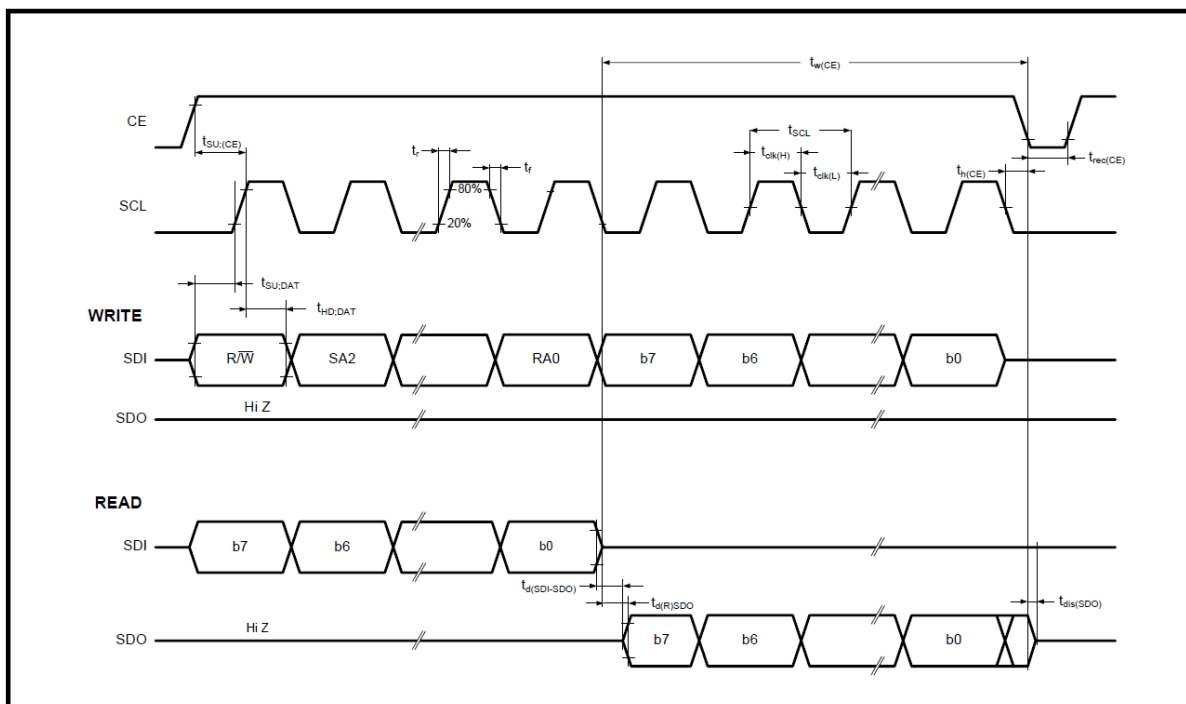 tw(CE)
CE
tSU;(CE)
tSCL
tr
tf
tclk(H)
tclk(L)
trec(CE)
th(CE)
SCL
80%
20%
tSU;DAT
tHD;DAT
WRITE
SDI R/W̅ SA2 RA0 b7 b6 b0
Hi Z
SDO
READ
SDI b7 b6 b0
td(SDI-SDO)
td(R)SDO
tdis(SDO)
Hi Z
SDO b7 b6 b0